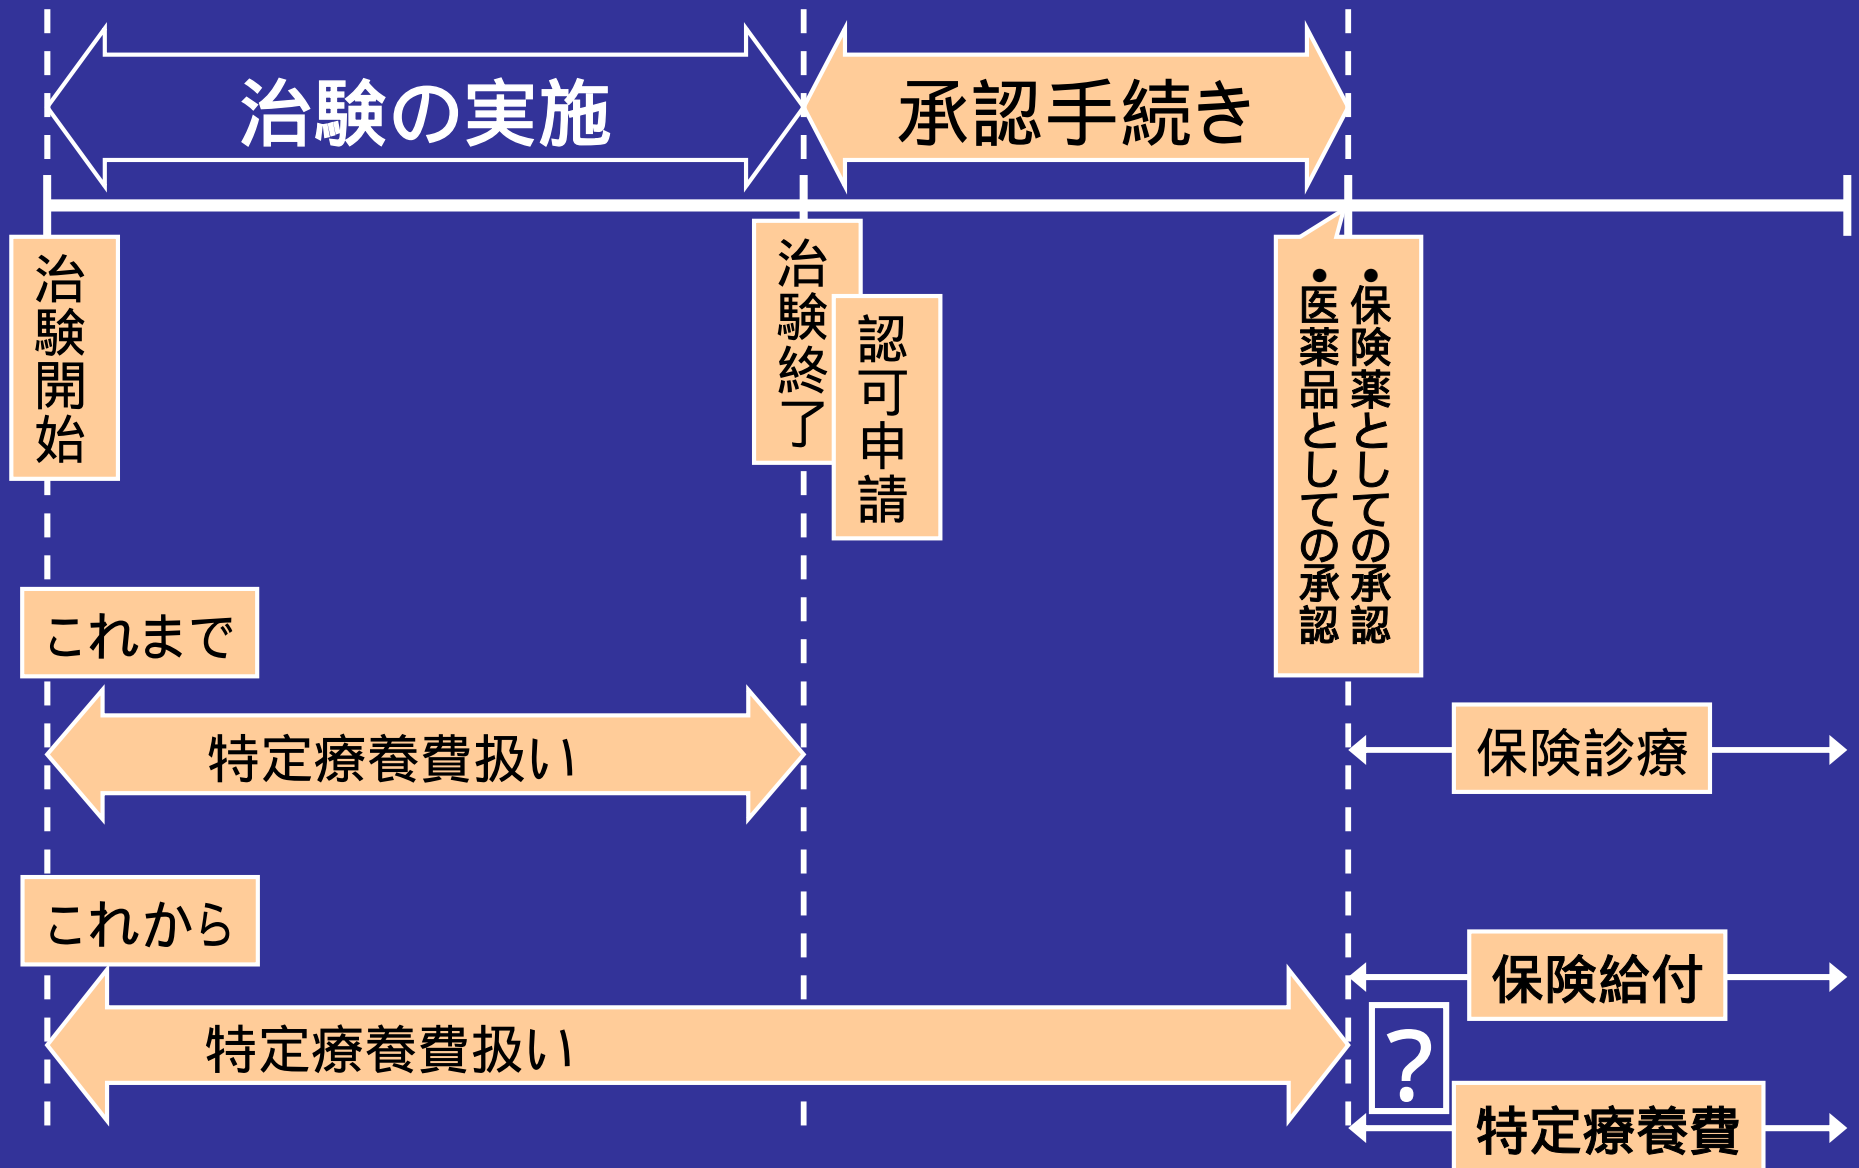 治験の実施
承認手続き
治験開始
治験終了
認可申請
・保険薬としての承認
・医薬品としての承認
これまで
特定療養費扱い
保険診療
これから
特定療養費扱い
保険給付
?
特定療養費